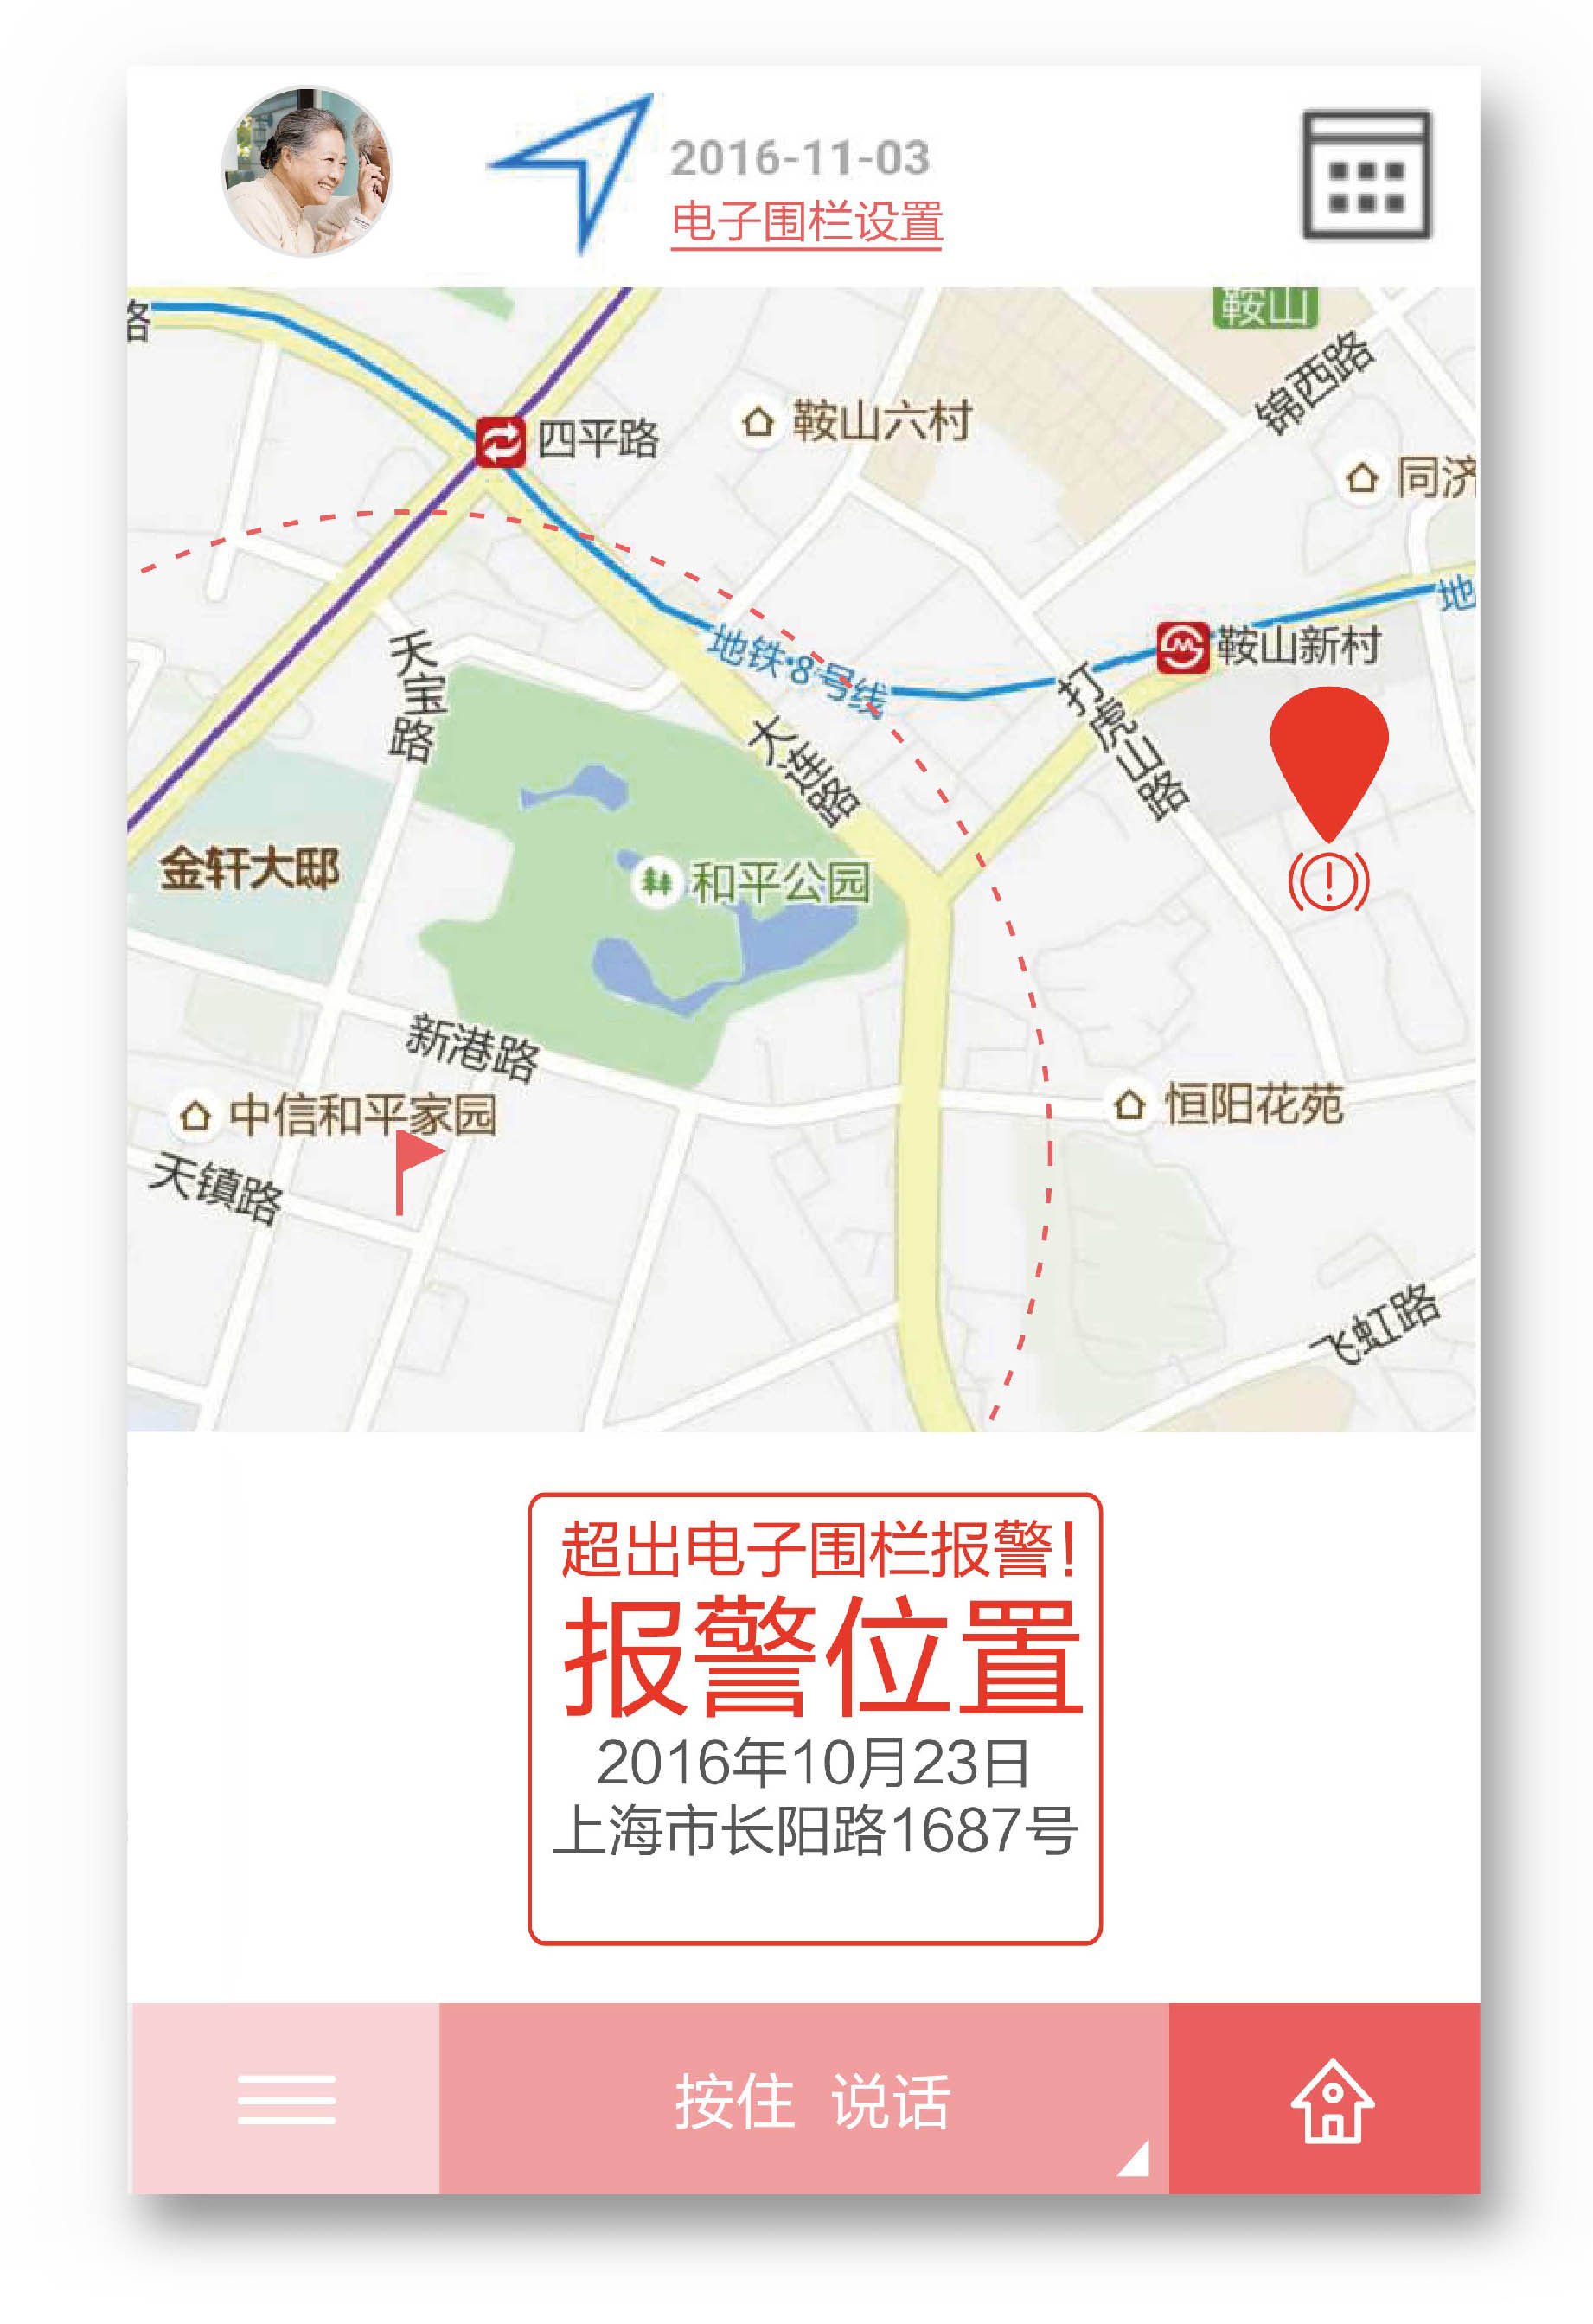 2016-11-03
电子围栏设置
路
鞍山
锦西路
四平路
鞍山六村
同济
地
天宝路
地铁·8号线
鞍山新村
打虎山路
大连路
金轩大邸
和平公园
新港路
中信和平家园
恒阳花苑
天镇路
飞虹路
超出电子围栏报警！
报警位置
2016年10月23日
上海市长阳路1687号
按住 说话